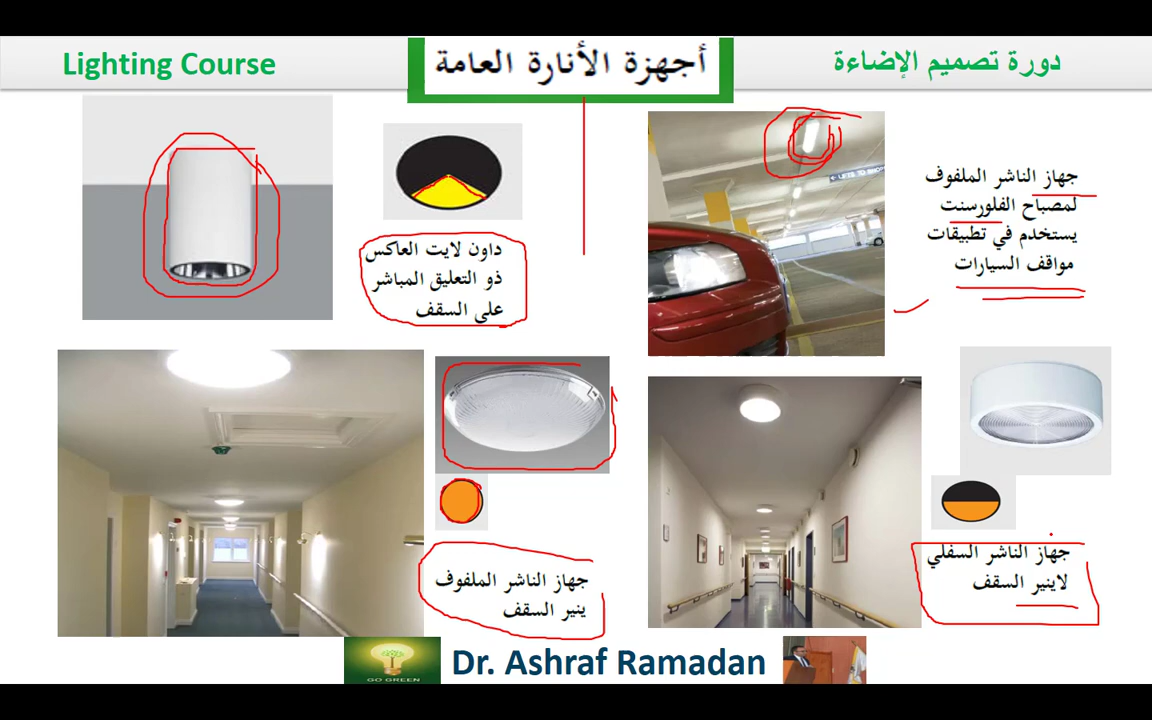 Lighting Course
أجهزة الأنارة العامة
دورة تصميم الإضاءة
جهاز الناشر الملفوف
لمصباح الفلورسنت
يستخدم في تطبيقات
مواقف السيارات
داون لايت العاكس
ذو التعليق المباشر
على السقف
جهاز الناشر السفلي
لاينير السقف
جهاز الناشر الملفوف
ينير السقف
GO GREEN
Dr. Ashraf Ramadan